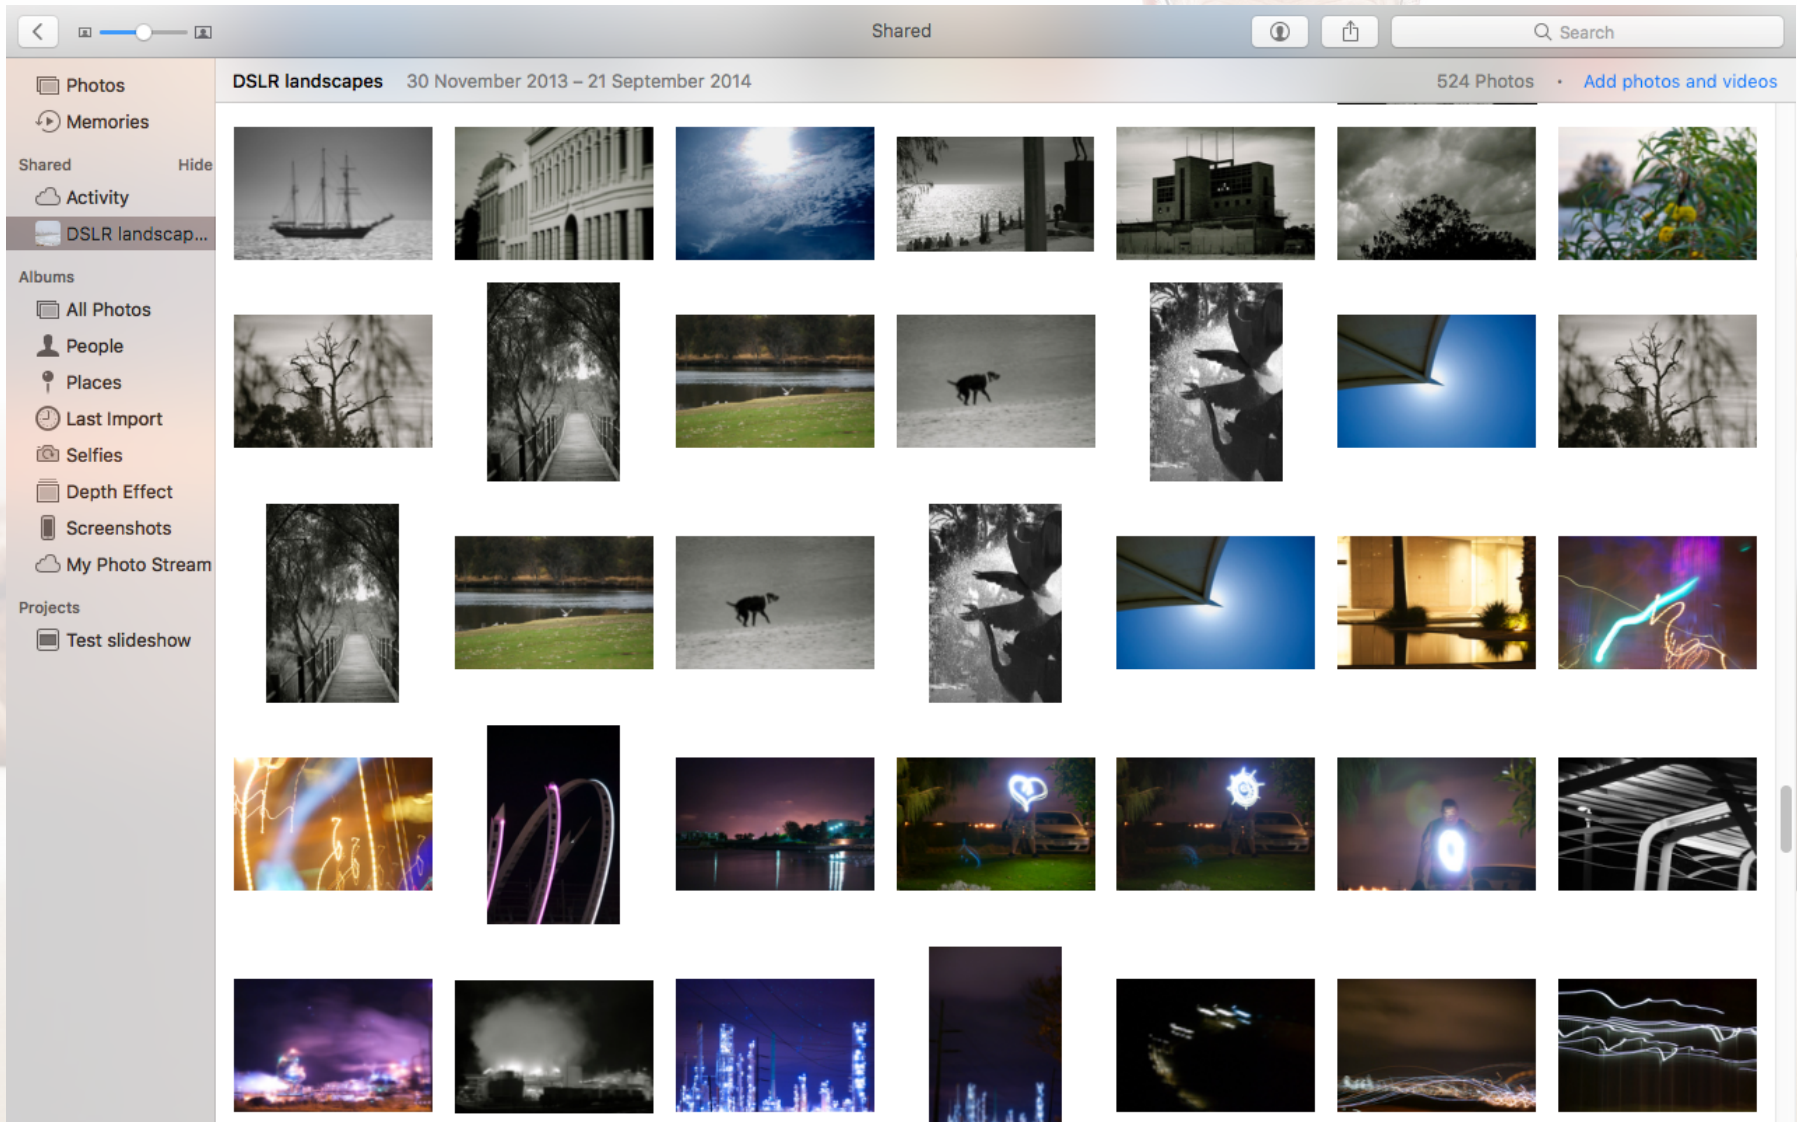 Shared
Search
Photos
Memories
Shared Hide
Activity
DSLR landscap...
Albums
All Photos
People
Places
Last Import
Selfies
Depth Effect
Screenshots
My Photo Stream
Projects
Test slideshow
DSLR landscapes 30 November 2013 – 21 September 2014 524 Photos · Add photos and videos